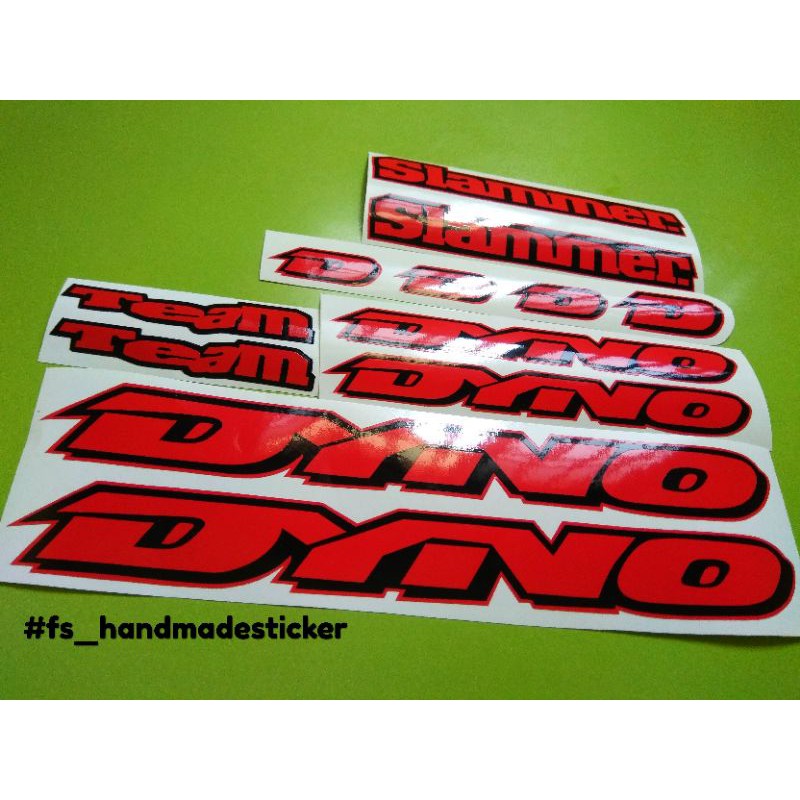 Slammer.
Slammer.
D D D D
Team
Team
DYNO
DYNO
DYNO
DYNO
#fs_handmadesticker